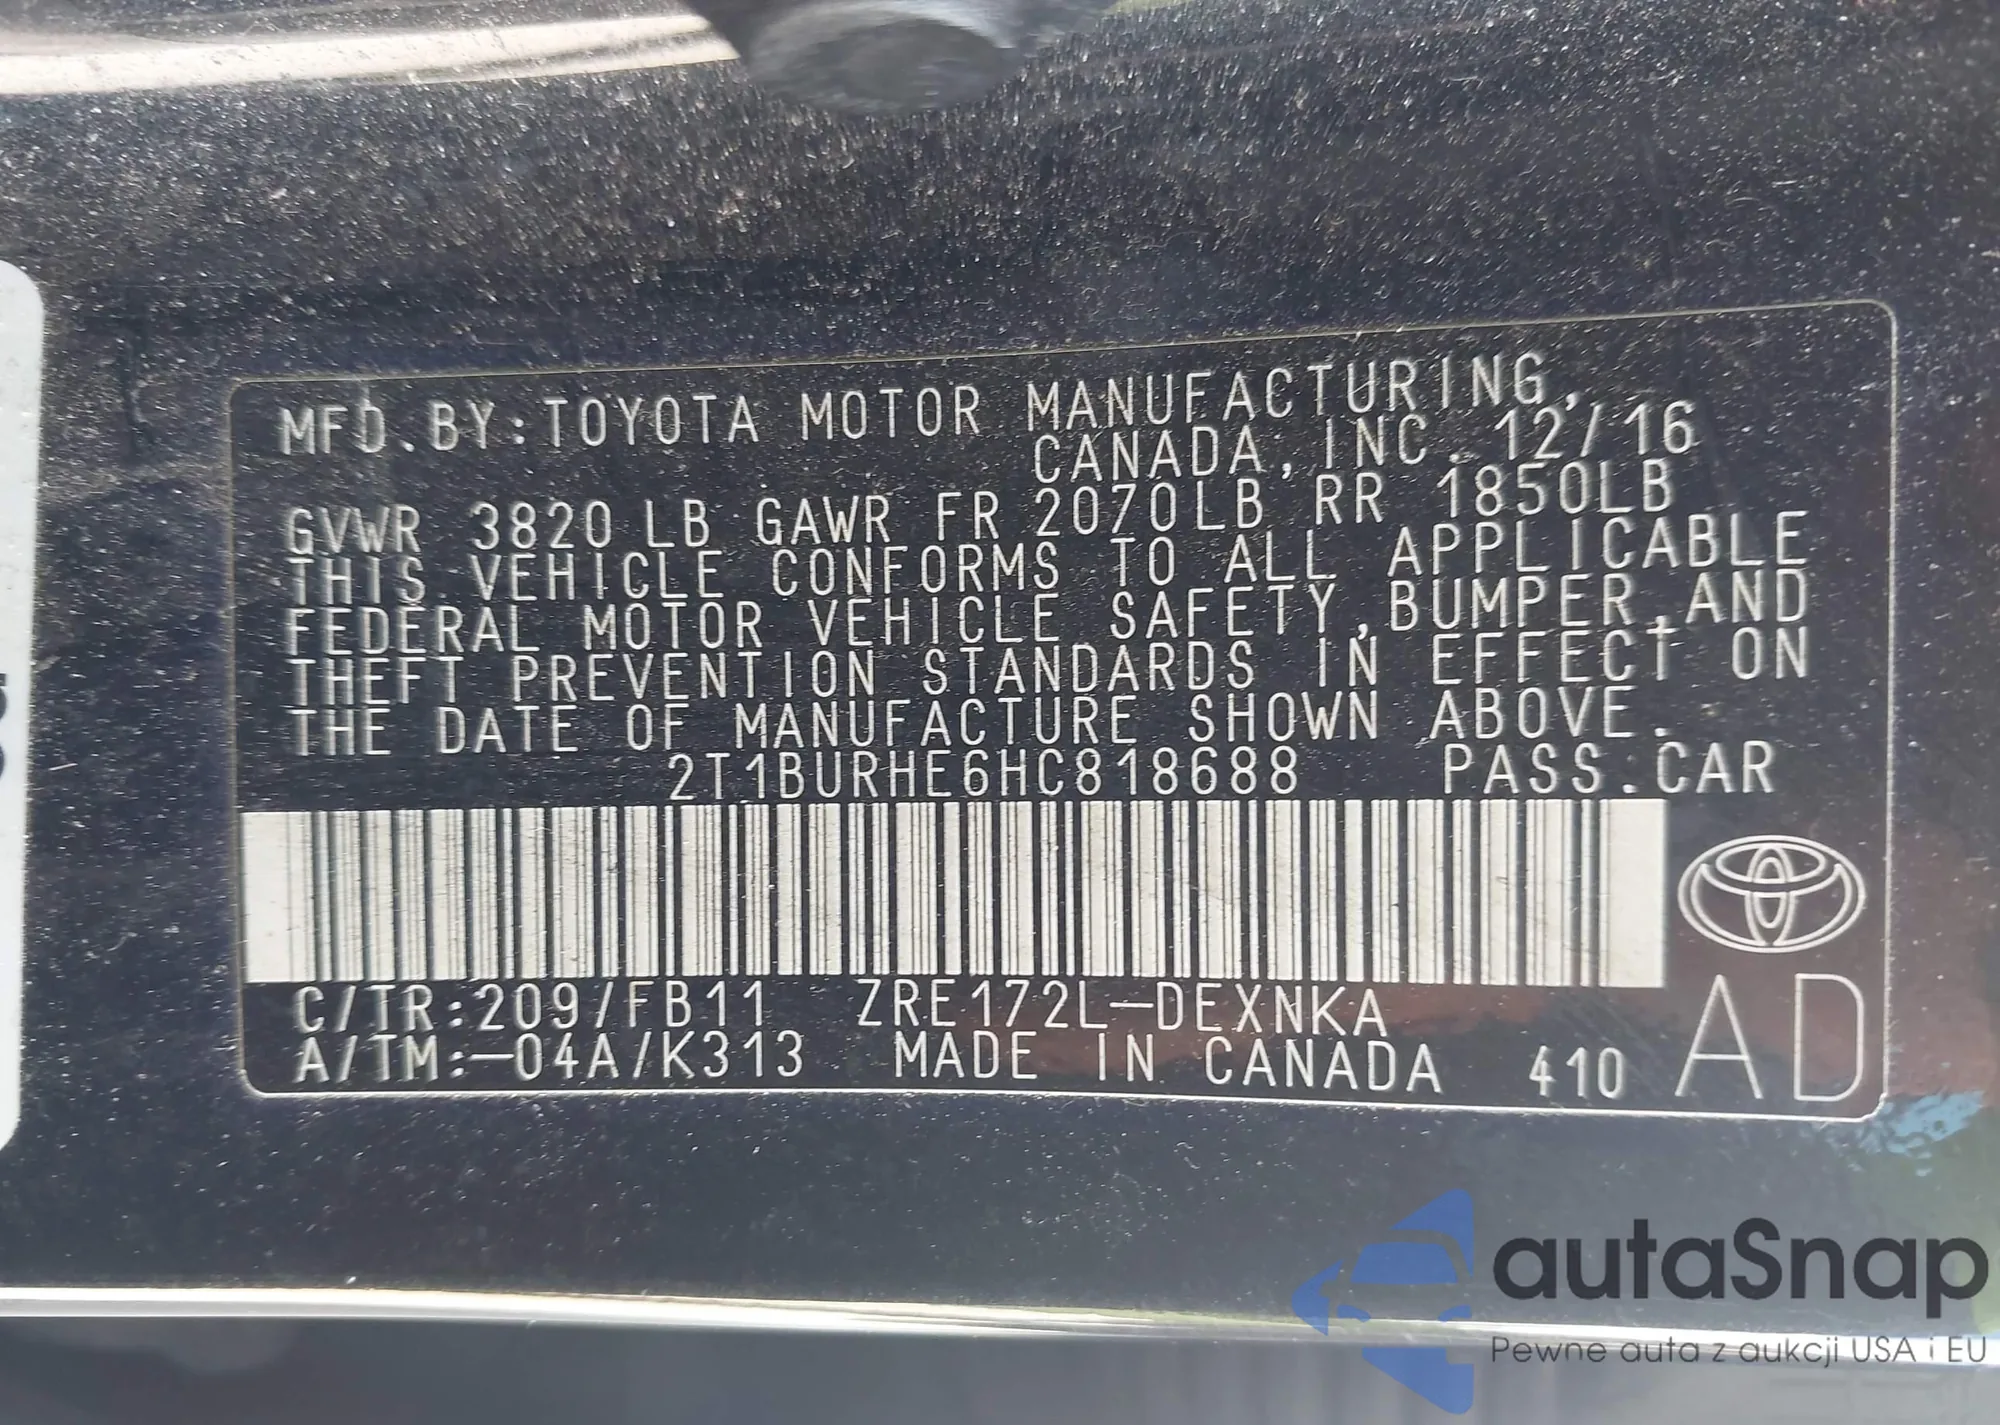 MFD.BY:TOYOTA MOTOR MANUFACTURING,
CANADA,INC. 12/16
GVWR 3820 LB GAWR FR 2070LB RR 1850LB
THIS VEHICLE CONFORMS TO ALL APPLICABLE
FEDERAL MOTOR VEHICLE SAFETY,BUMPER,AND
THEFT PREVENTION STANDARDS IN EFFECT ON
THE DATE OF MANUFACTURE SHOWN ABOVE.
2T1BURHE6HC818688 PASS.CAR
C/TR:209/FB11 ZRE172L-DEXNKA
A/TM:-04A/K313 MADE IN CANADA 410 AD
autaSnap
Pewne auta z aukcji USA i EU